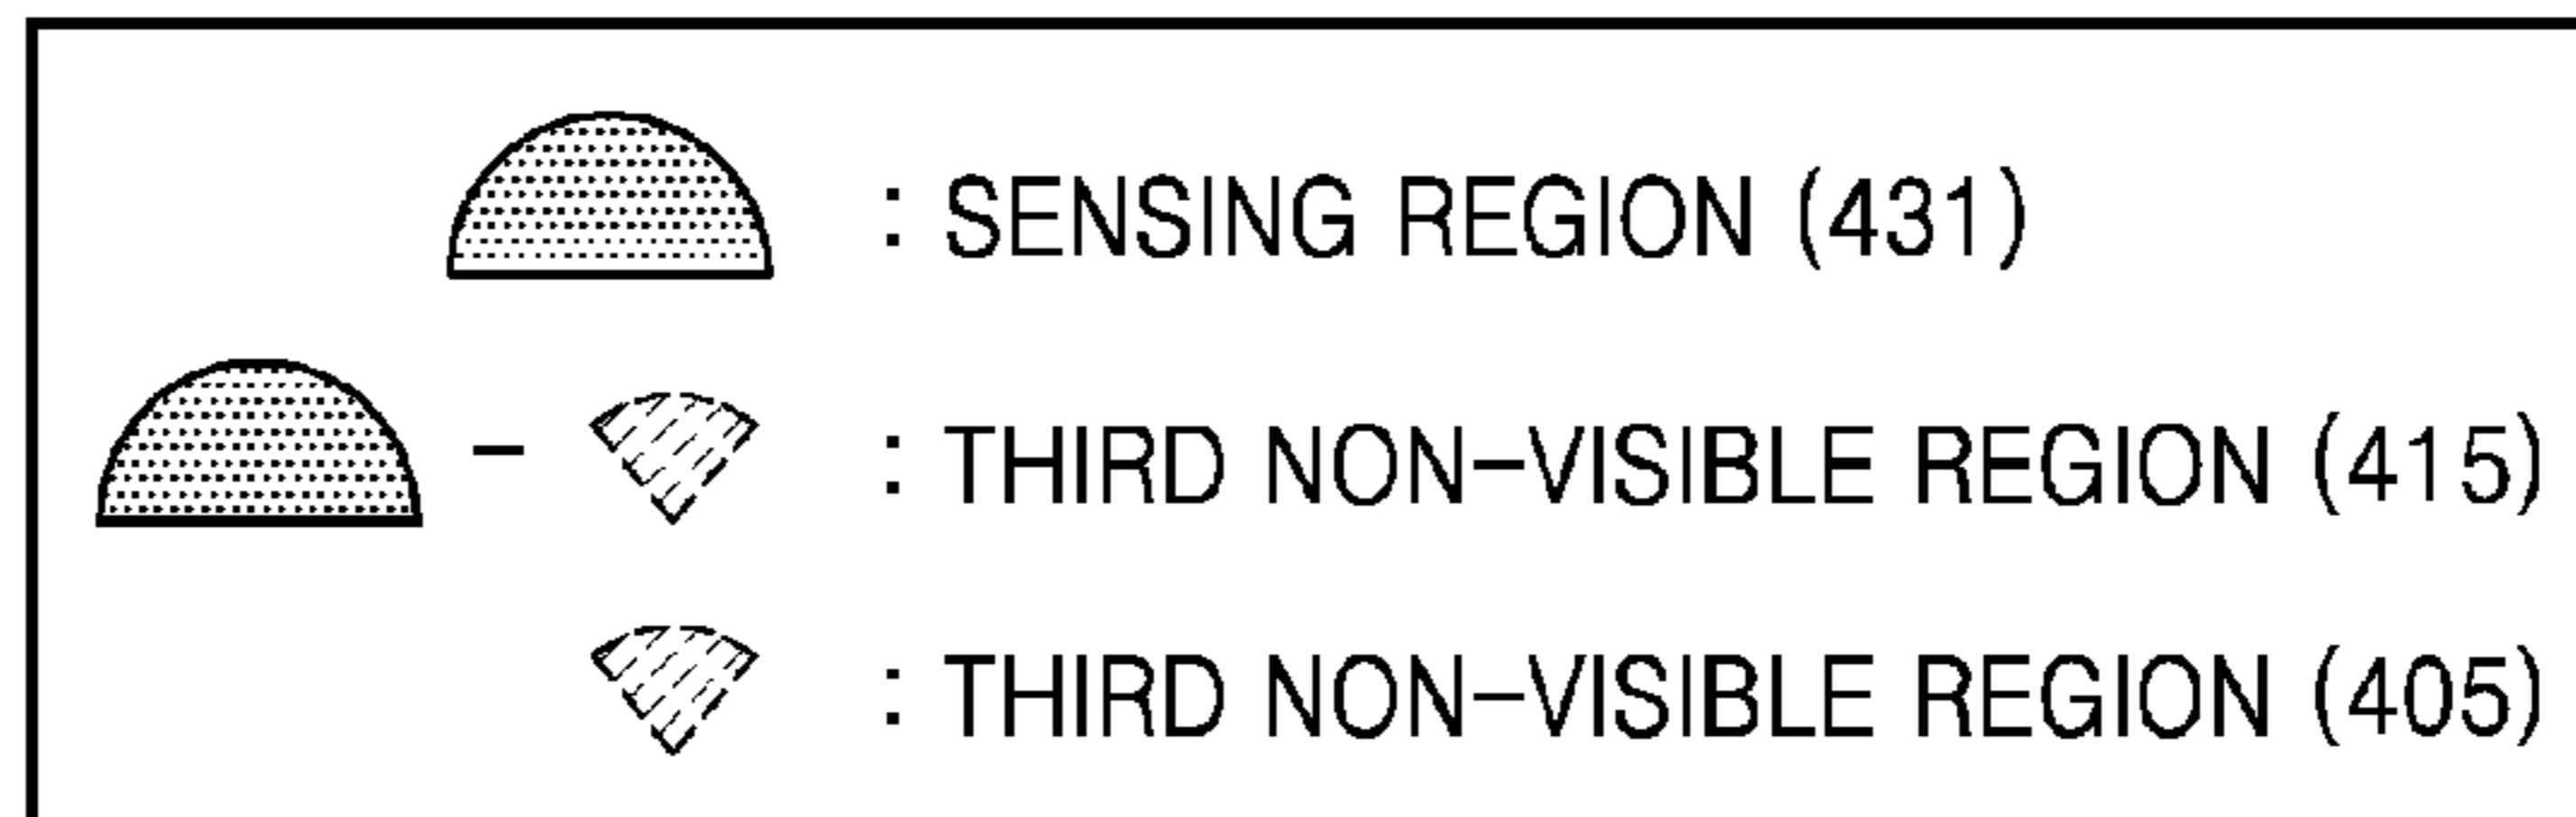 : SENSING REGION (431)
– : THIRD NON–VISIBLE REGION (415)
: THIRD NON–VISIBLE REGION (405)